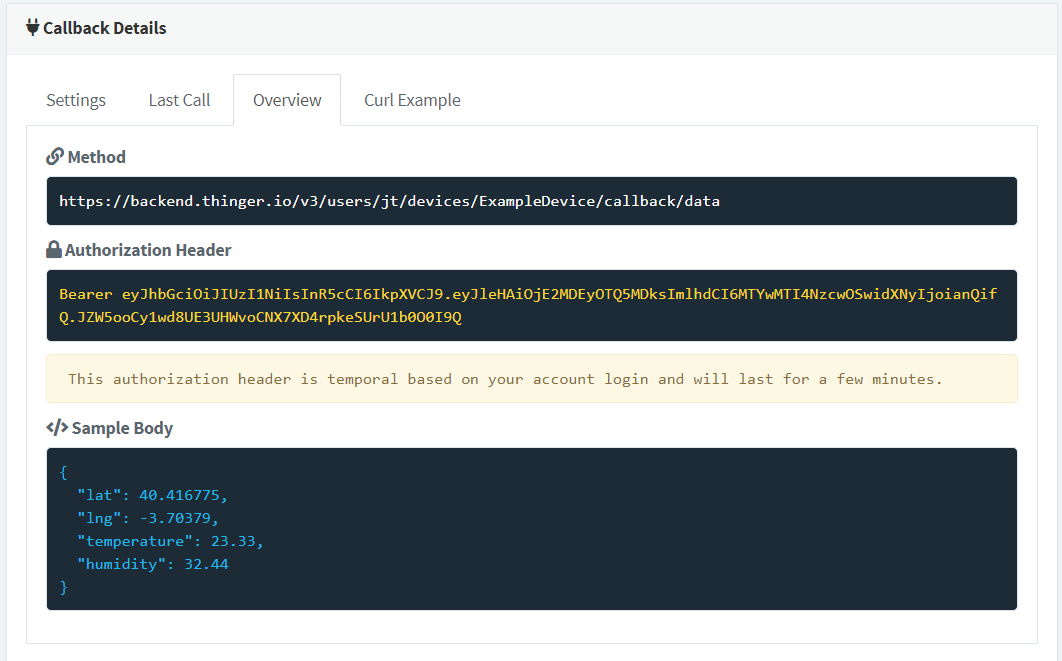 Callback Details
Settings Last Call Overview Curl Example
Method
https://backend.thinger.io/v3/users/jt/devices/ExampleDevice/callback/data
Authorization Header
Bearer eyJhbGciOiJIUzI1NiIsInR5cCI6IkpXVCJ9.eyJleHAiOjE2MDEyOTQ5MDksImlhdCI6MTYwMTI4NzcwOSwidXNyIjoianQif
Q.JZW5ooCy1wd8UE3UHWvoCNX7XD4rpkeSUrU1b0O0I9Q
This authorization header is temporal based on your account login and will last for a few minutes.
</> Sample Body
{
"lat": 40.416775,
"lng": -3.70379,
"temperature": 23.33,
"humidity": 32.44
}